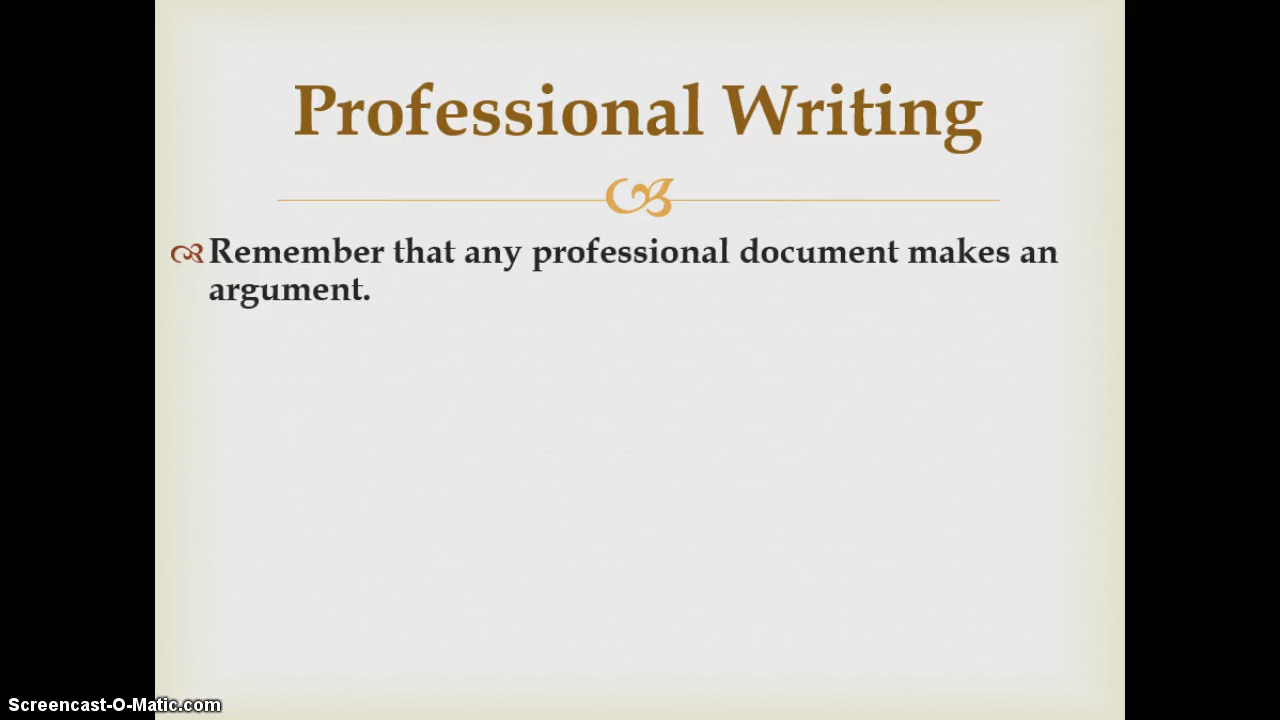 Professional Writing
Remember that any professional document makes an
argument.
Screencast-O-Matic.com